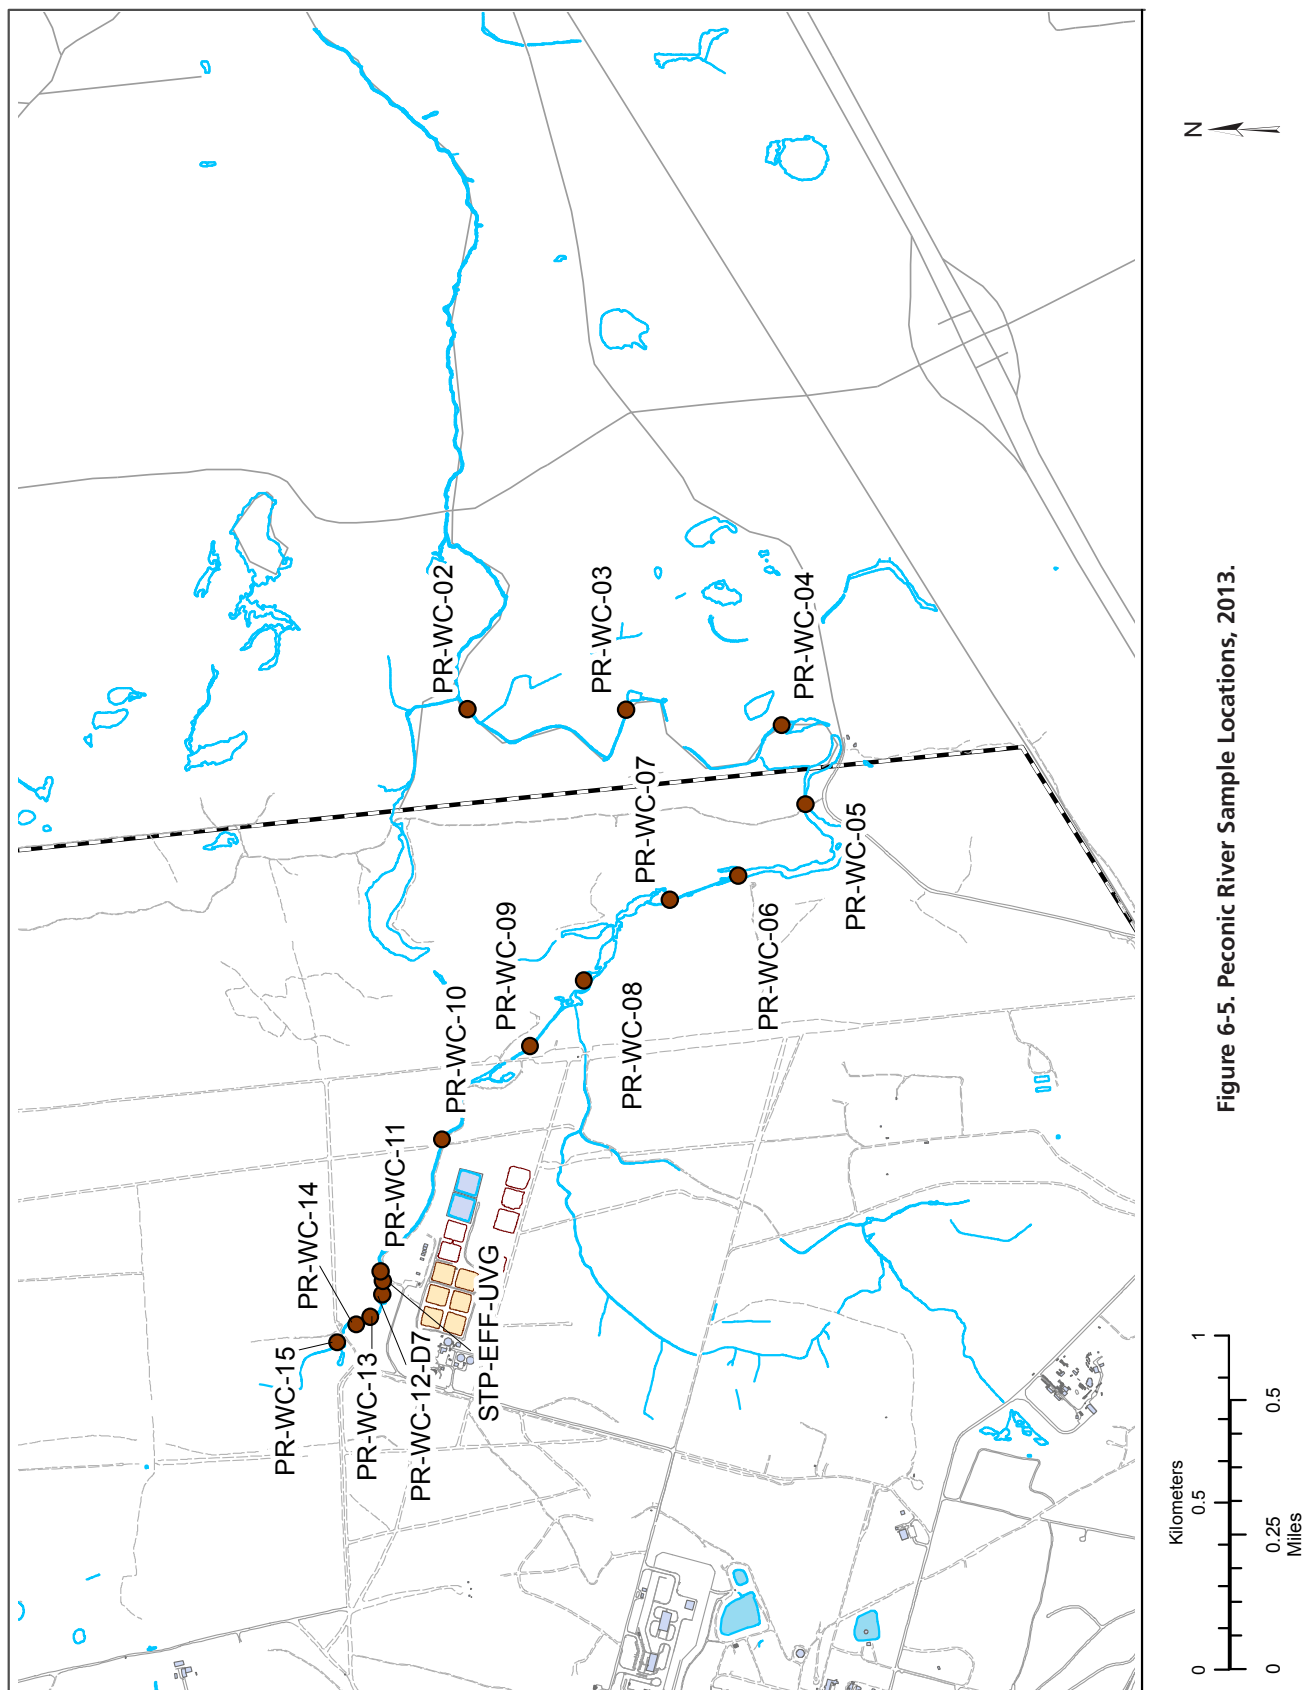 PR-WC-15
PR-WC-14
PR-WC-13
PR-WC-12-D7
PR-WC-11
STP-EFF-UVG
PR-WC-10
PR-WC-09
PR-WC-08
PR-WC-07
PR-WC-06
PR-WC-05
PR-WC-02
PR-WC-03
PR-WC-04
N
Kilometers
0 0.5 1
0 0.25 0.5
Miles
Figure 6-5. Peconic River Sample Locations, 2013.